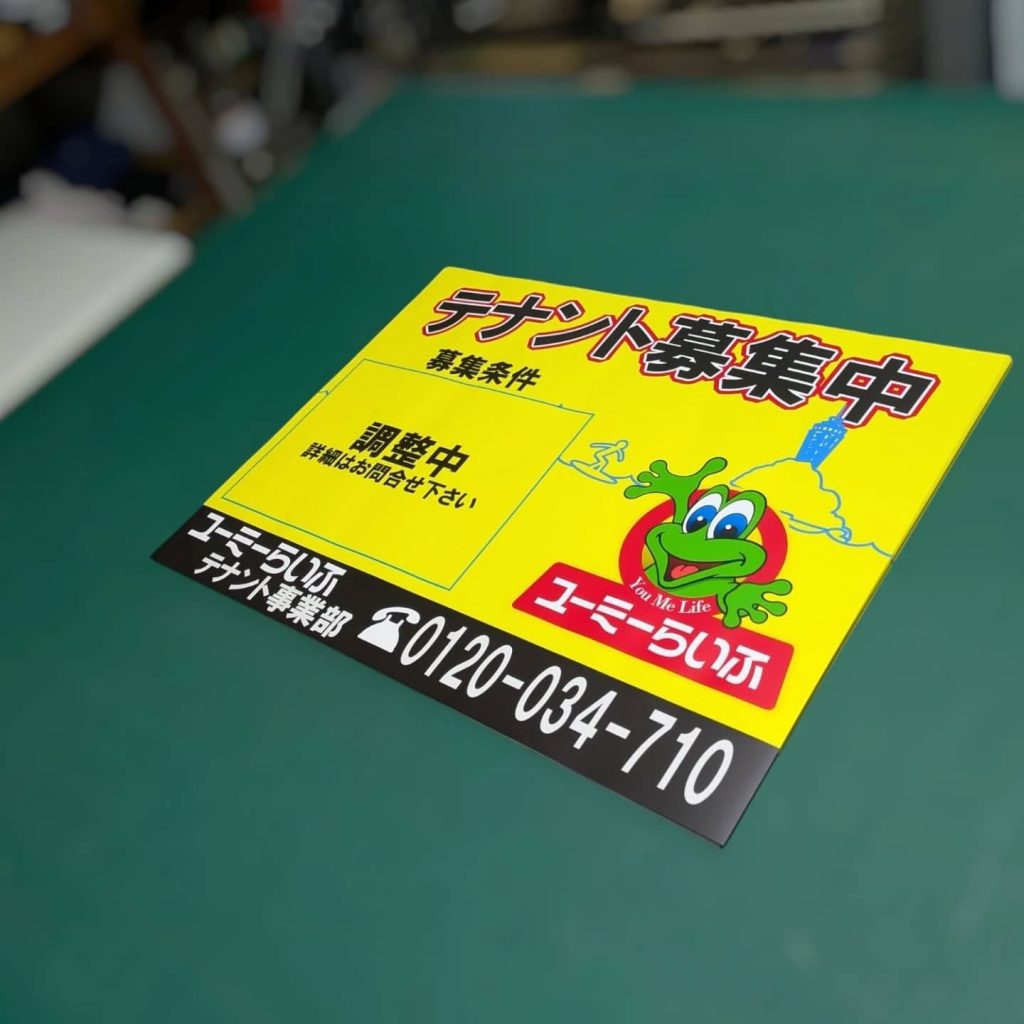 テナント募集中
募集条件
調整中
詳細はお問合せ下さい
You Me Life
ユーミーらいふ
ユーミーらいふ
テナント事業部
0120-034-710